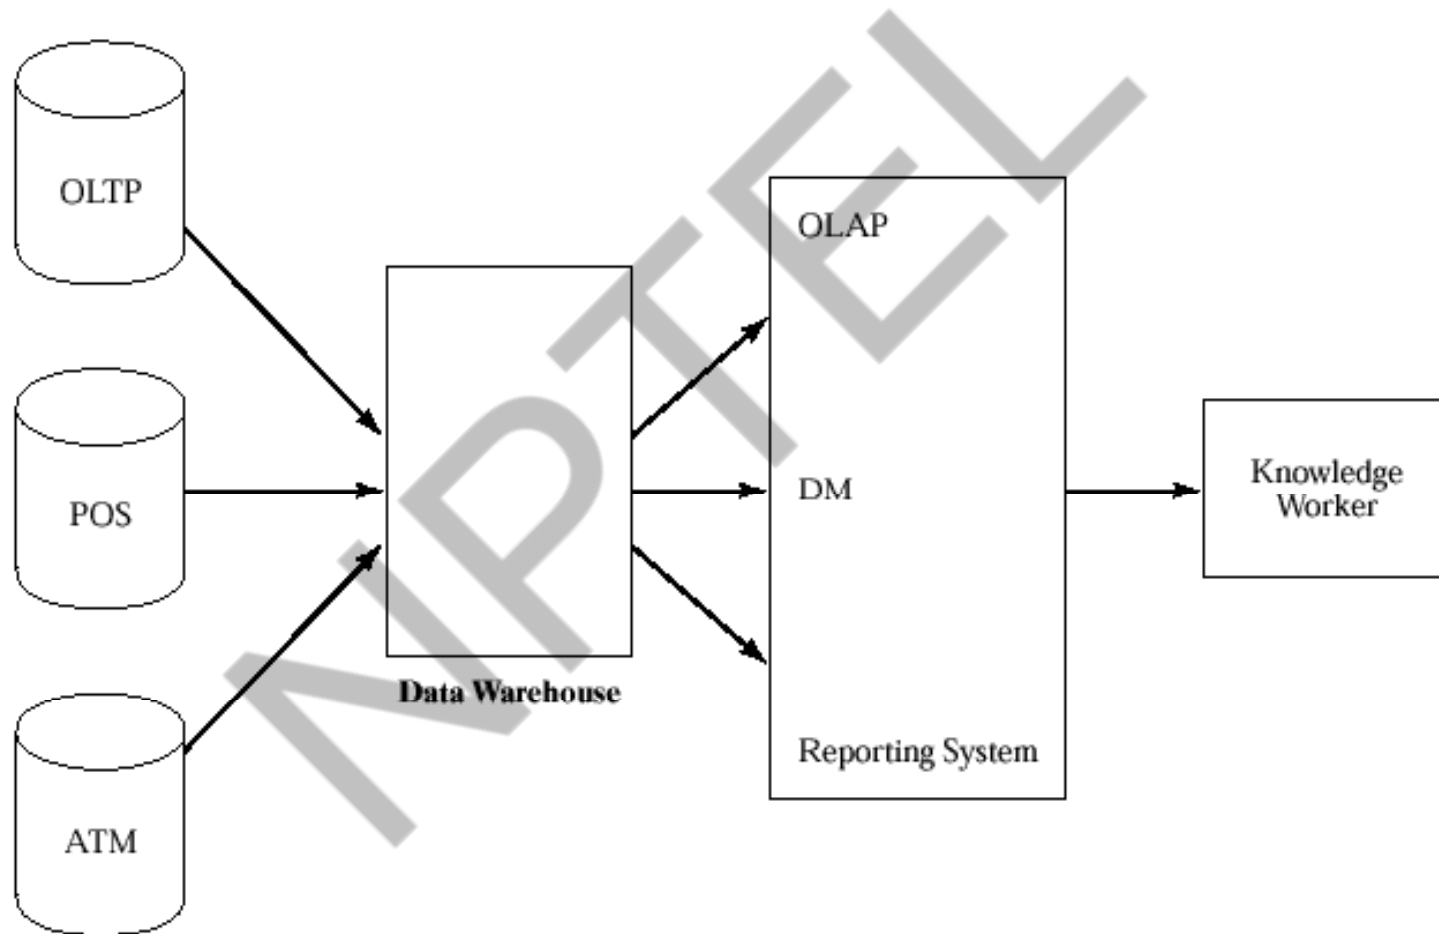 OLTP
POS
ATM
Data Warehouse
OLAP
DM
Reporting System
Knowledge
Worker
NPTEL